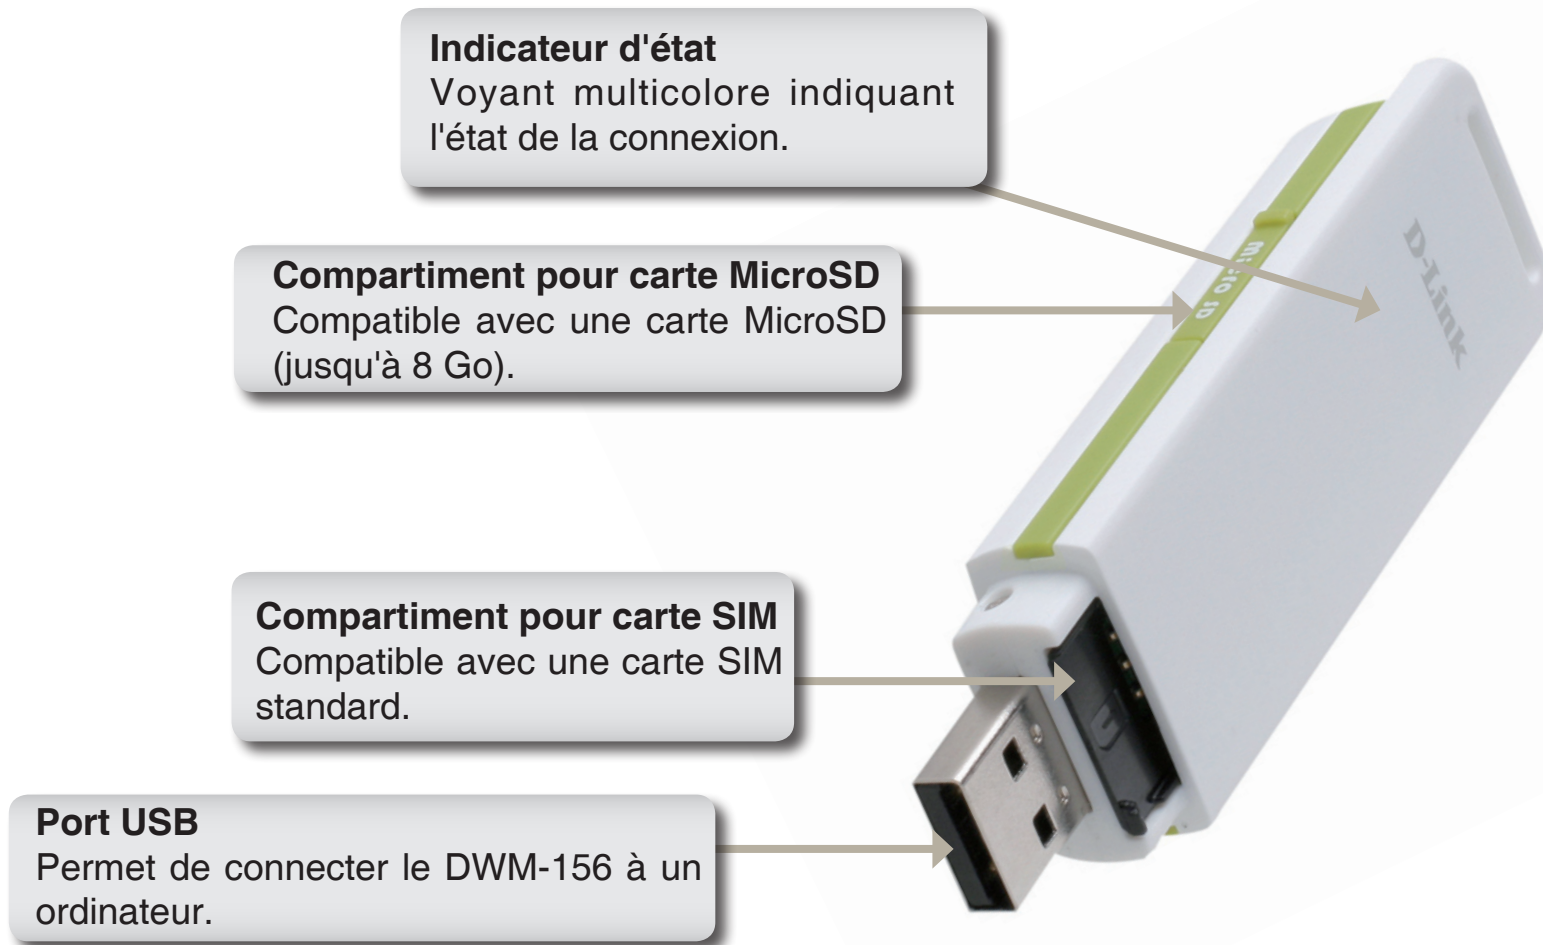 Indicateur d'état
Voyant multicolore indiquant
l'état de la connexion.
Compartiment pour carte MicroSD
Compatible avec une carte MicroSD
(jusqu'à 8 Go).
micro SD
D-Link
Compartiment pour carte SIM
Compatible avec une carte SIM
standard.
Port USB
Permet de connecter le DWM-156 à un
ordinateur.